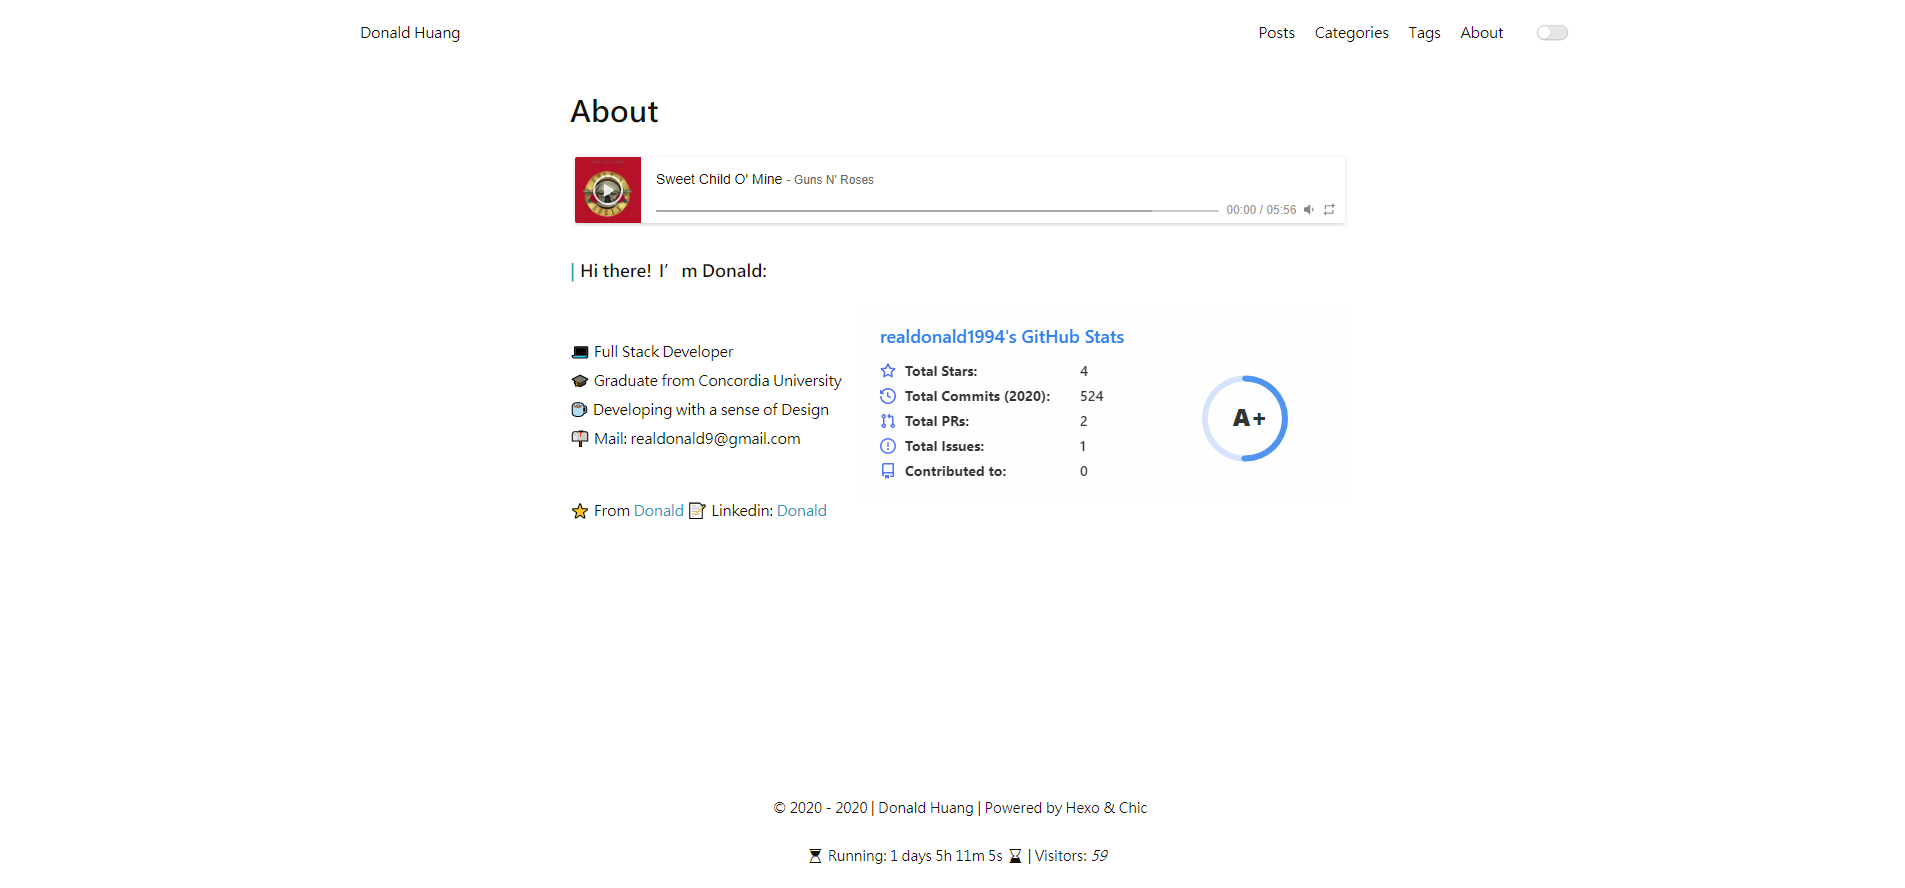 Donald Huang Posts Categories Tags About
About
Sweet Child O' Mine - Guns N' Roses
00:00 / 05:56
Hi there! I’m Donald:
realdonald1994's GitHub Stats
Full Stack Developer
Graduate from Concordia University
Developing with a sense of Design
Mail: realdonald9@gmail.com
Total Stars: 4
Total Commits (2020): 524
Total PRs: 2
Total Issues: 1
Contributed to: 0
A+
From Donald Linkedin: Donald
© 2020 - 2020 | Donald Huang | Powered by Hexo & Chic
Running: 1 days 5h 11m 5s | Visitors: 59